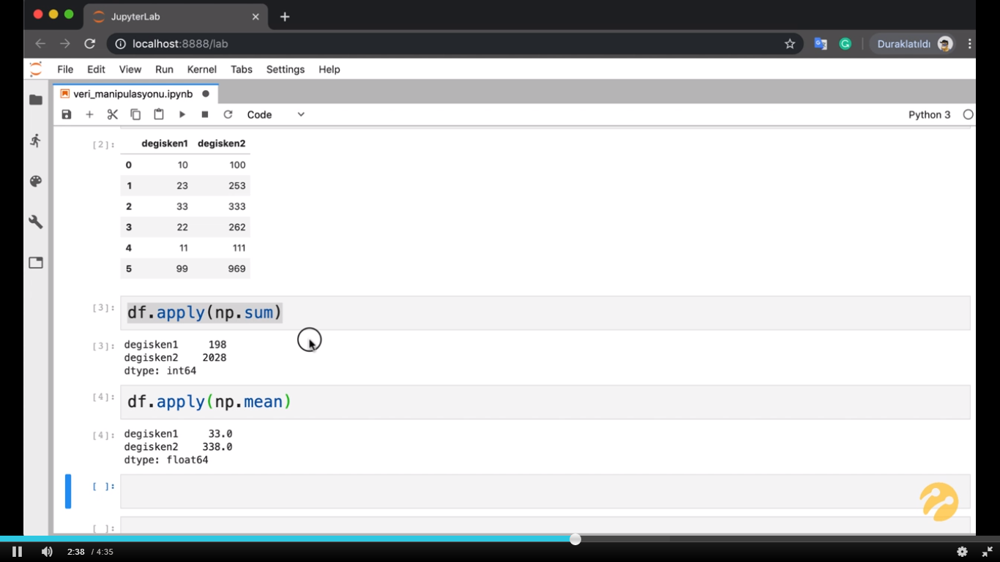 JupyterLab
localhost:8888/lab
Duraklatıldı
File Edit View Run Kernel Tabs Settings Help
veri_manipulasyonu.ipynb
Code
Python 3
[2]:
degisken1 degisken2
0 10 100
1 23 253
2 33 333
3 22 262
4 11 111
5 99 969
[3]: df.apply(np.sum)
[3]: degisken1 198
degisken2 2028
dtype: int64
[4]: df.apply(np.mean)
[4]: degisken1 33.0
degisken2 338.0
dtype: float64
[ ]:
[ ]:
2:38 / 4:35